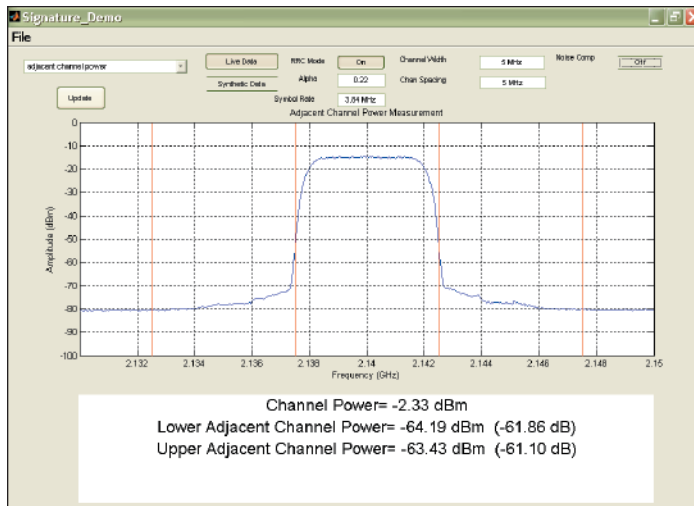 Signature_Demo
File
adjacent channel power
Live Data
RRC Mode
On
Channel Width
5 MHz
Noise Comp
Off
Synthetic Data
Alpha
0.22
Chan Spacing
5 MHz
Update
Symbol Rate
3.84 MHz
Adjacent Channel Power Measurement
0
-10
-20
-30
-40
-50
-60
-70
-80
-90
-100
Amplitude (dBm)
2.132
2.134
2.136
2.138
2.14
2.142
2.144
2.146
2.148
2.15
Frequency (GHz)
Channel Power= -2.33 dBm
Lower Adjacent Channel Power= -64.19 dBm (-61.86 dB)
Upper Adjacent Channel Power= -63.43 dBm (-61.10 dB)